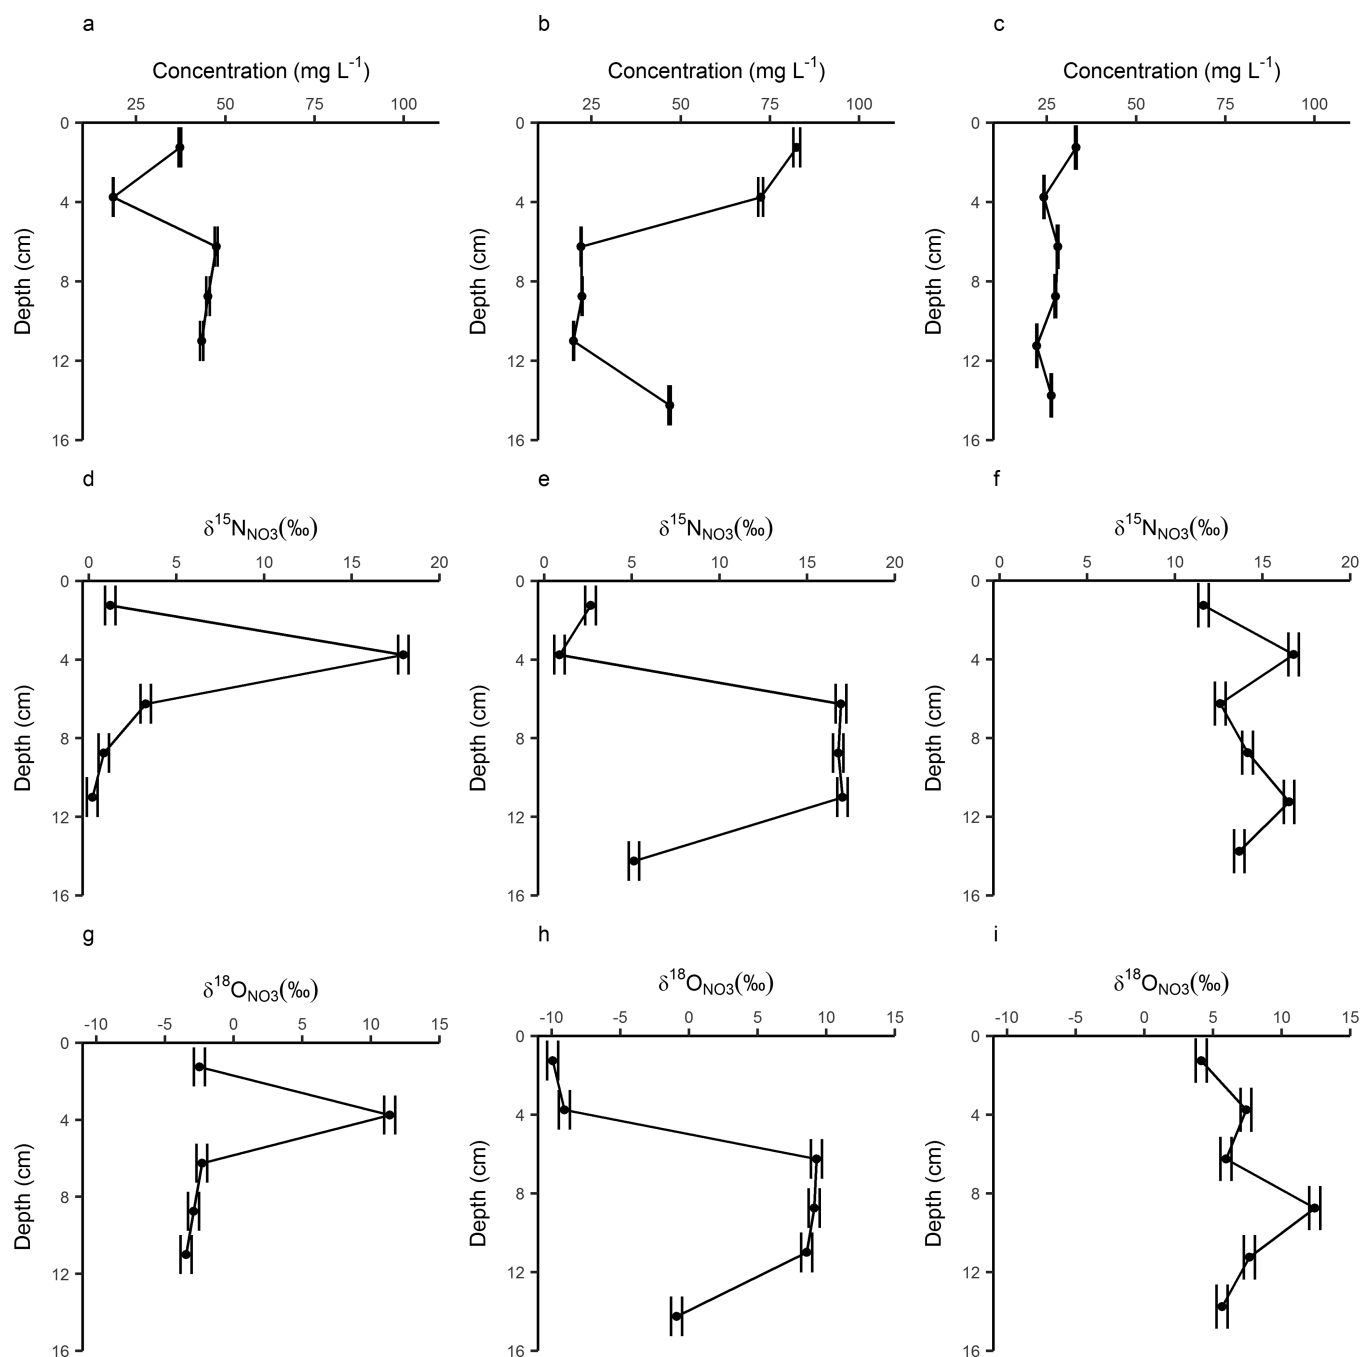 a b c
Concentration (mg L-1) Concentration (mg L-1) Concentration (mg L-1)
25 50 75 100 25 50 75 100 25 50 75 100
0 0 0
4 4 4
Depth (cm) Depth (cm) Depth (cm)
8 8 8
12 12 12
16 16 16
d e f
δ15NNO3(‰) δ15NNO3(‰) δ15NNO3(‰)
0 5 10 15 20 0 5 10 15 20 0 5 10 15 20
0 0 0
4 4 4
Depth (cm) Depth (cm) Depth (cm)
8 8 8
12 12 12
16 16 16
g h i
δ18ONO3(‰) δ18ONO3(‰) δ18ONO3(‰)
-10 -5 0 5 10 15 -10 -5 0 5 10 15 -10 -5 0 5 10 15
0 0 0
4 4 4
Depth (cm) Depth (cm) Depth (cm)
8 8 8
12 12 12
16 16 16